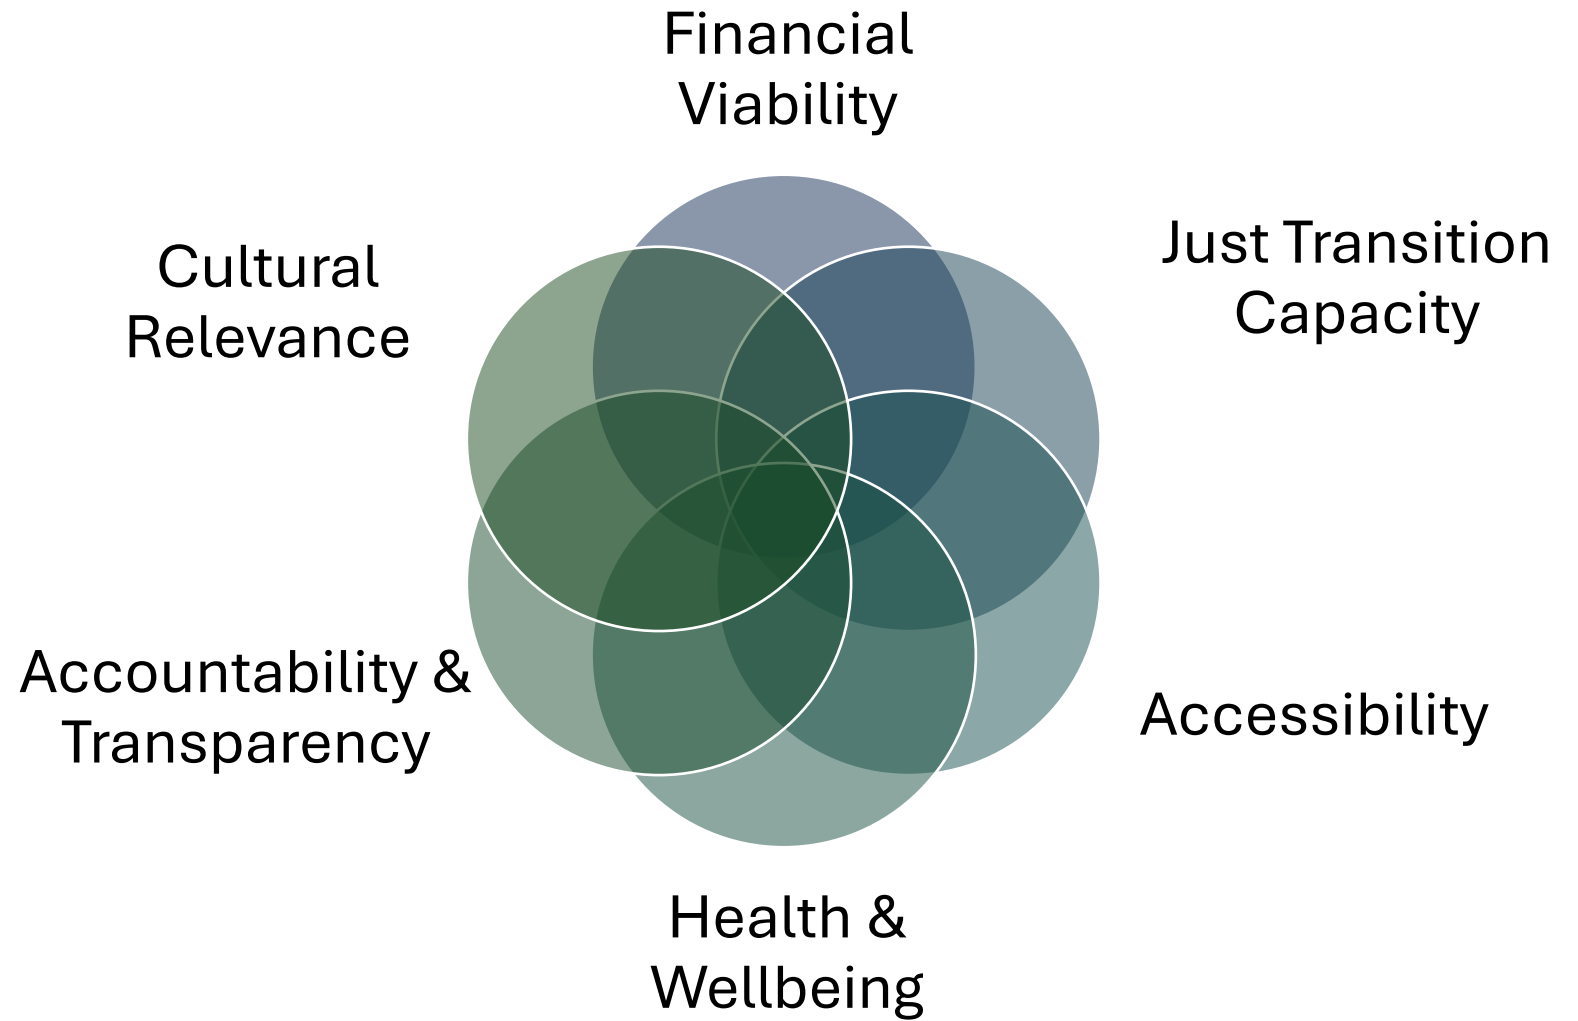 Financial
Viability
Just Transition
Capacity
Accessibility
Health &
Wellbeing
Accountability &
Transparency
Cultural
Relevance